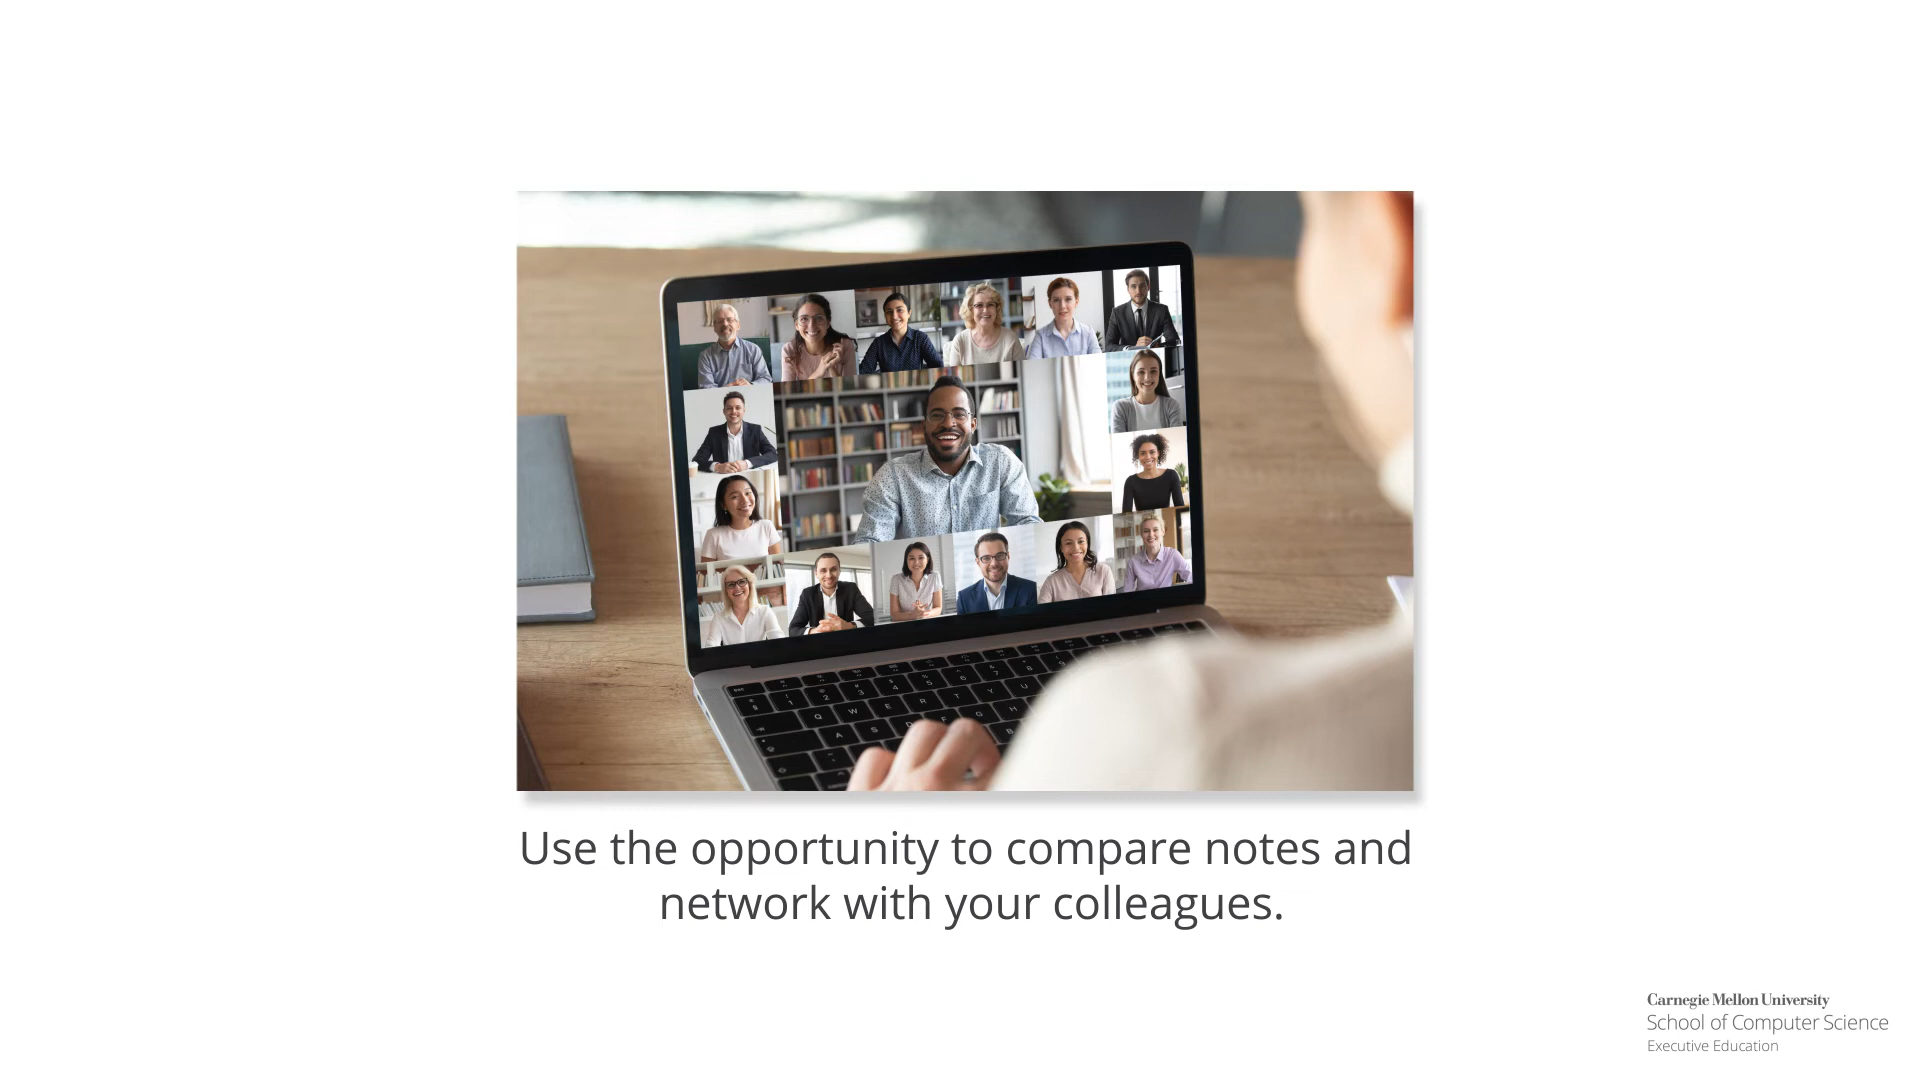 Use the opportunity to compare notes and
network with your colleagues.
Carnegie Mellon University
School of Computer Science
Executive Education